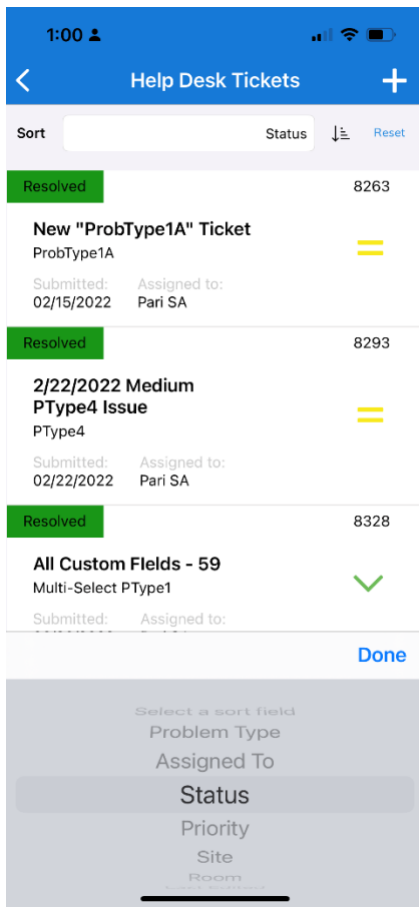 1:00
Help Desk Tickets
Sort Status Reset
Resolved 8263
New "ProbType1A" Ticket
ProbType1A
Submitted: Assigned to:
02/15/2022 Pari SA
Resolved 8293
2/22/2022 Medium
PType4 Issue
PType4
Submitted: Assigned to:
02/22/2022 Pari SA
Resolved 8328
All Custom FIelds - 59
Multi-Select PType1
Submitted: Assigned to:
Done
Select a sort field
Problem Type
Assigned To
Status
Priority
Site
Room